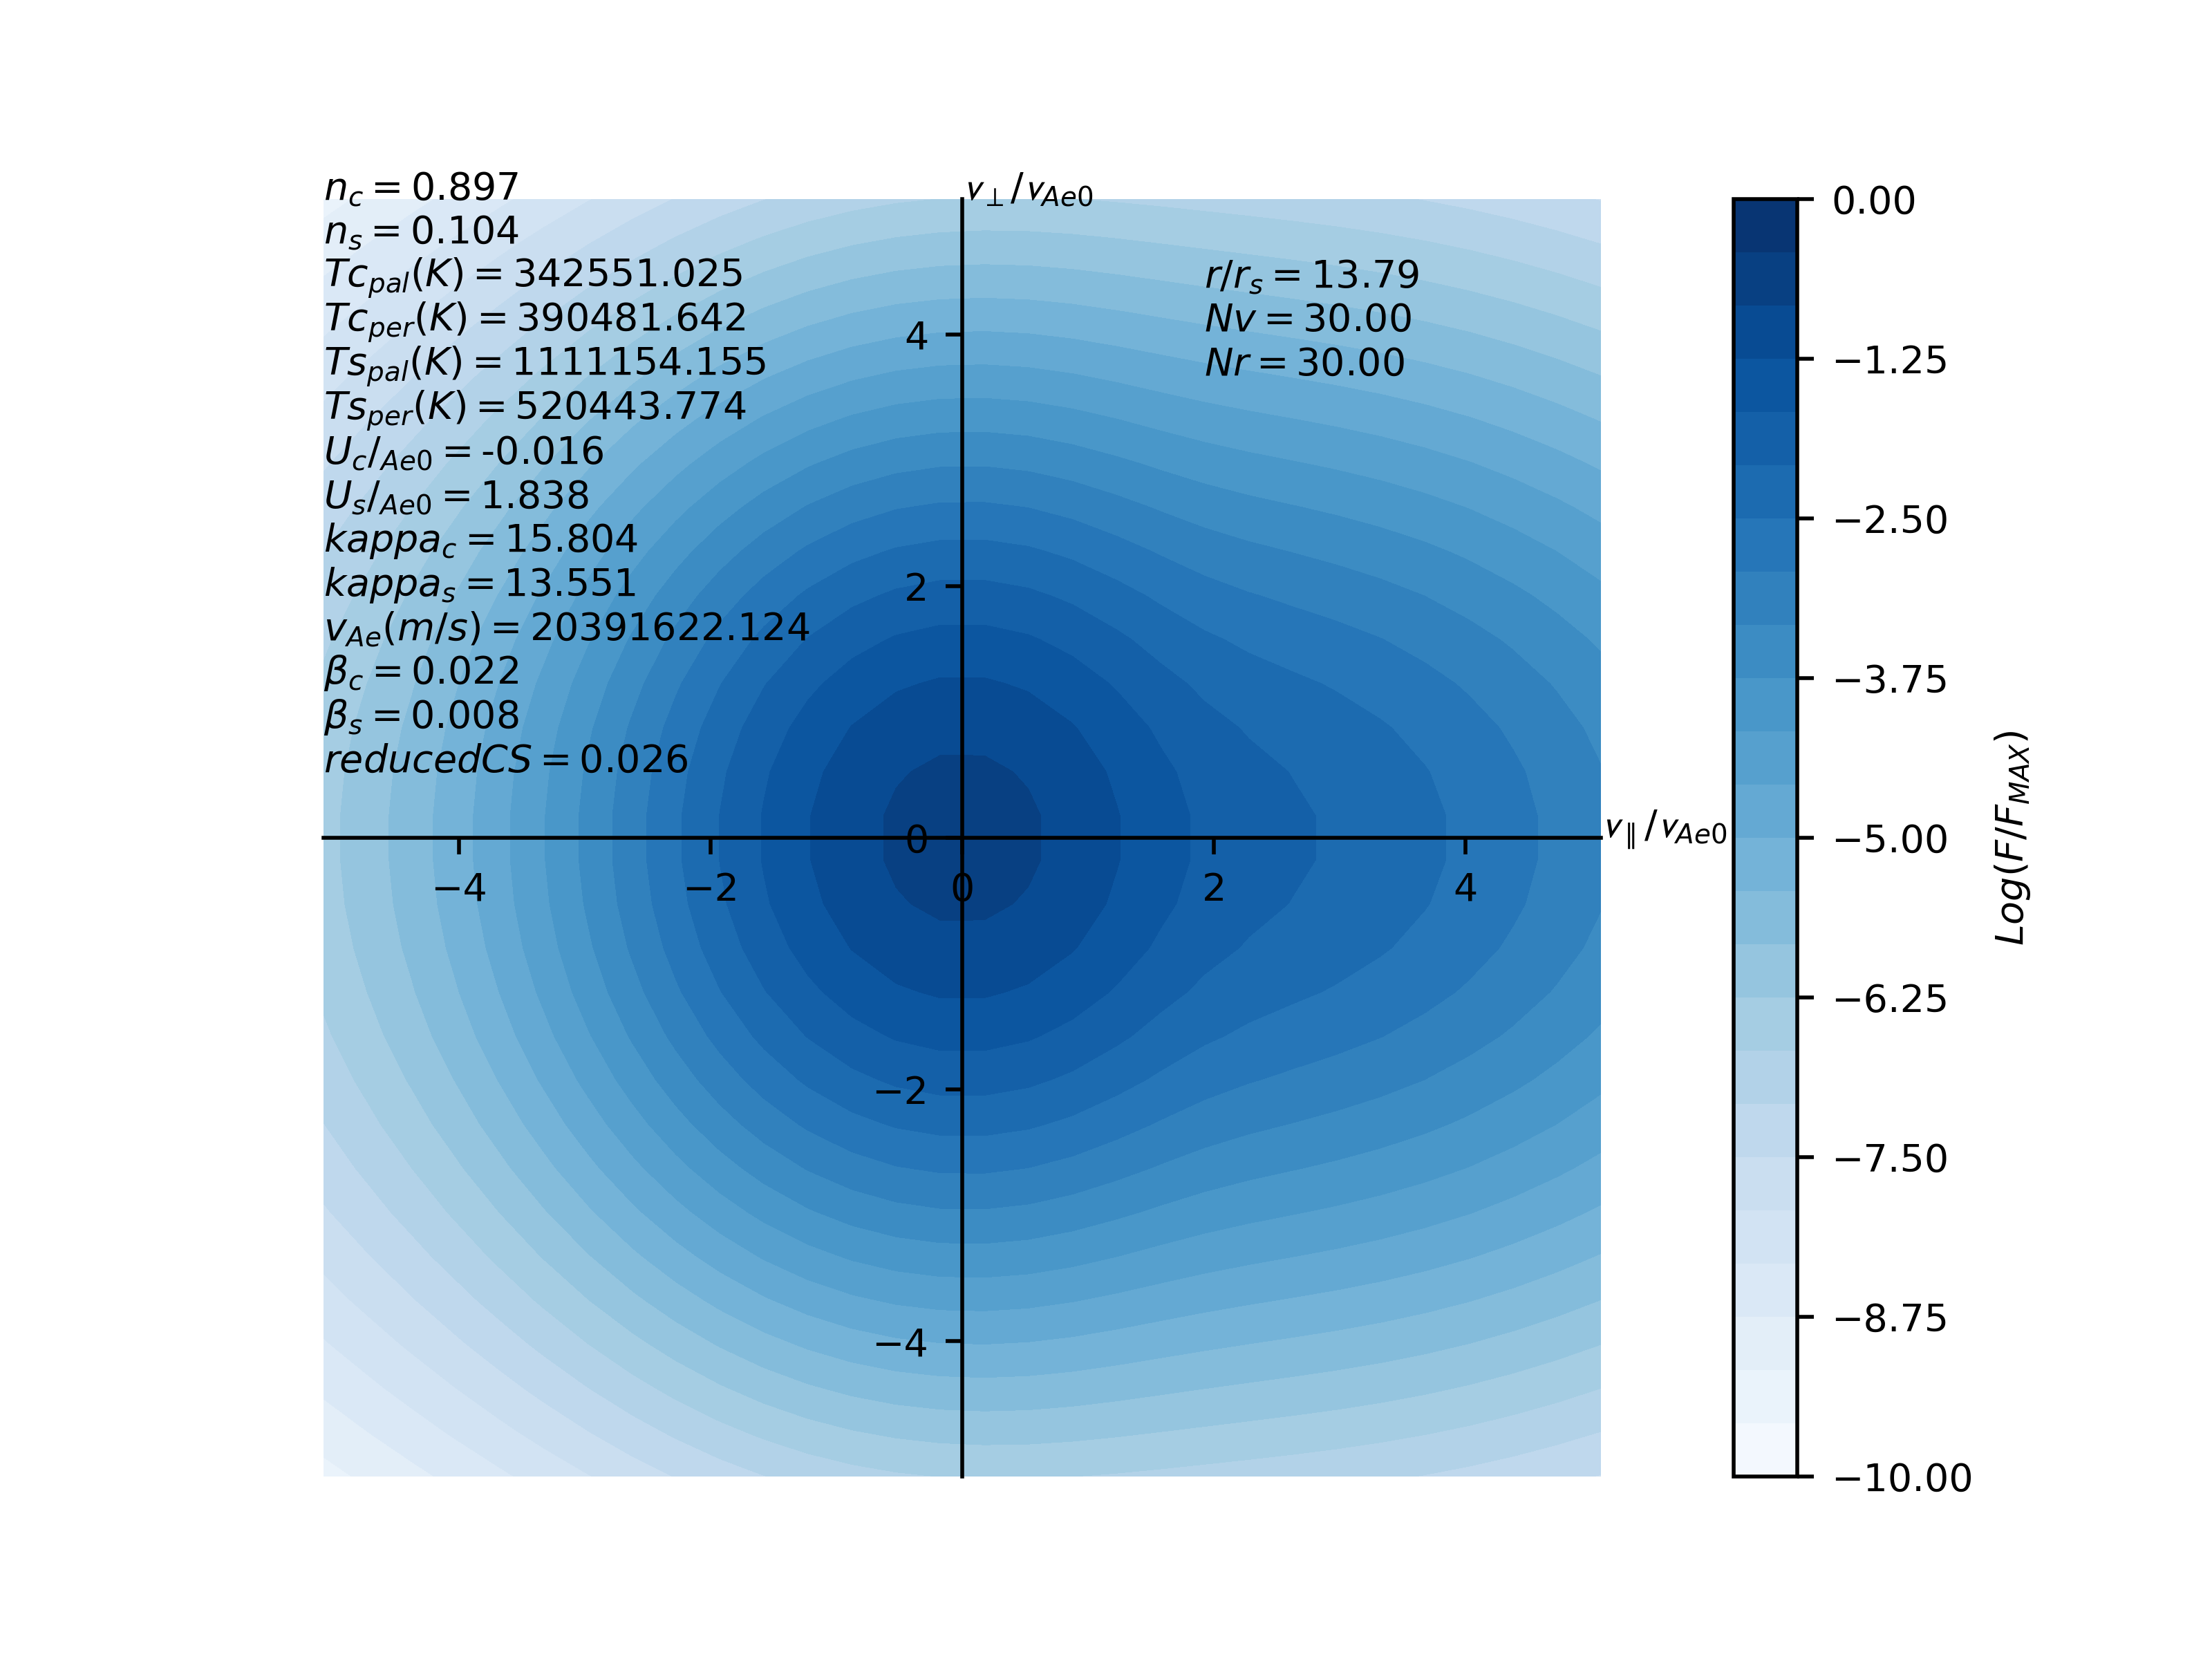 n_c = 0.897
n_s = 0.104
Tc_pal(K) = 342551.025
Tc_per(K) = 390481.642
Ts_pal(K) = 1111154.155
Ts_per(K) = 520443.774
U_c/_Ae0 = -0.016
U_s/_Ae0 = 1.838
kappa_c = 15.804
kappa_s = 13.551
v_Ae(m/s) = 20391622.124
β_c = 0.022
β_s = 0.008
reducedCS = 0.026
v_⊥/v_Ae0
r/r_s = 13.79
Nv = 30.00
Nr = 30.00
4
2
0
−2
−4
−4
−2
0
2
4
v_∥/v_Ae0
0.00
−1.25
−2.50
−3.75
−5.00
−6.25
−7.50
−8.75
−10.00
Log(F/F_MAX)